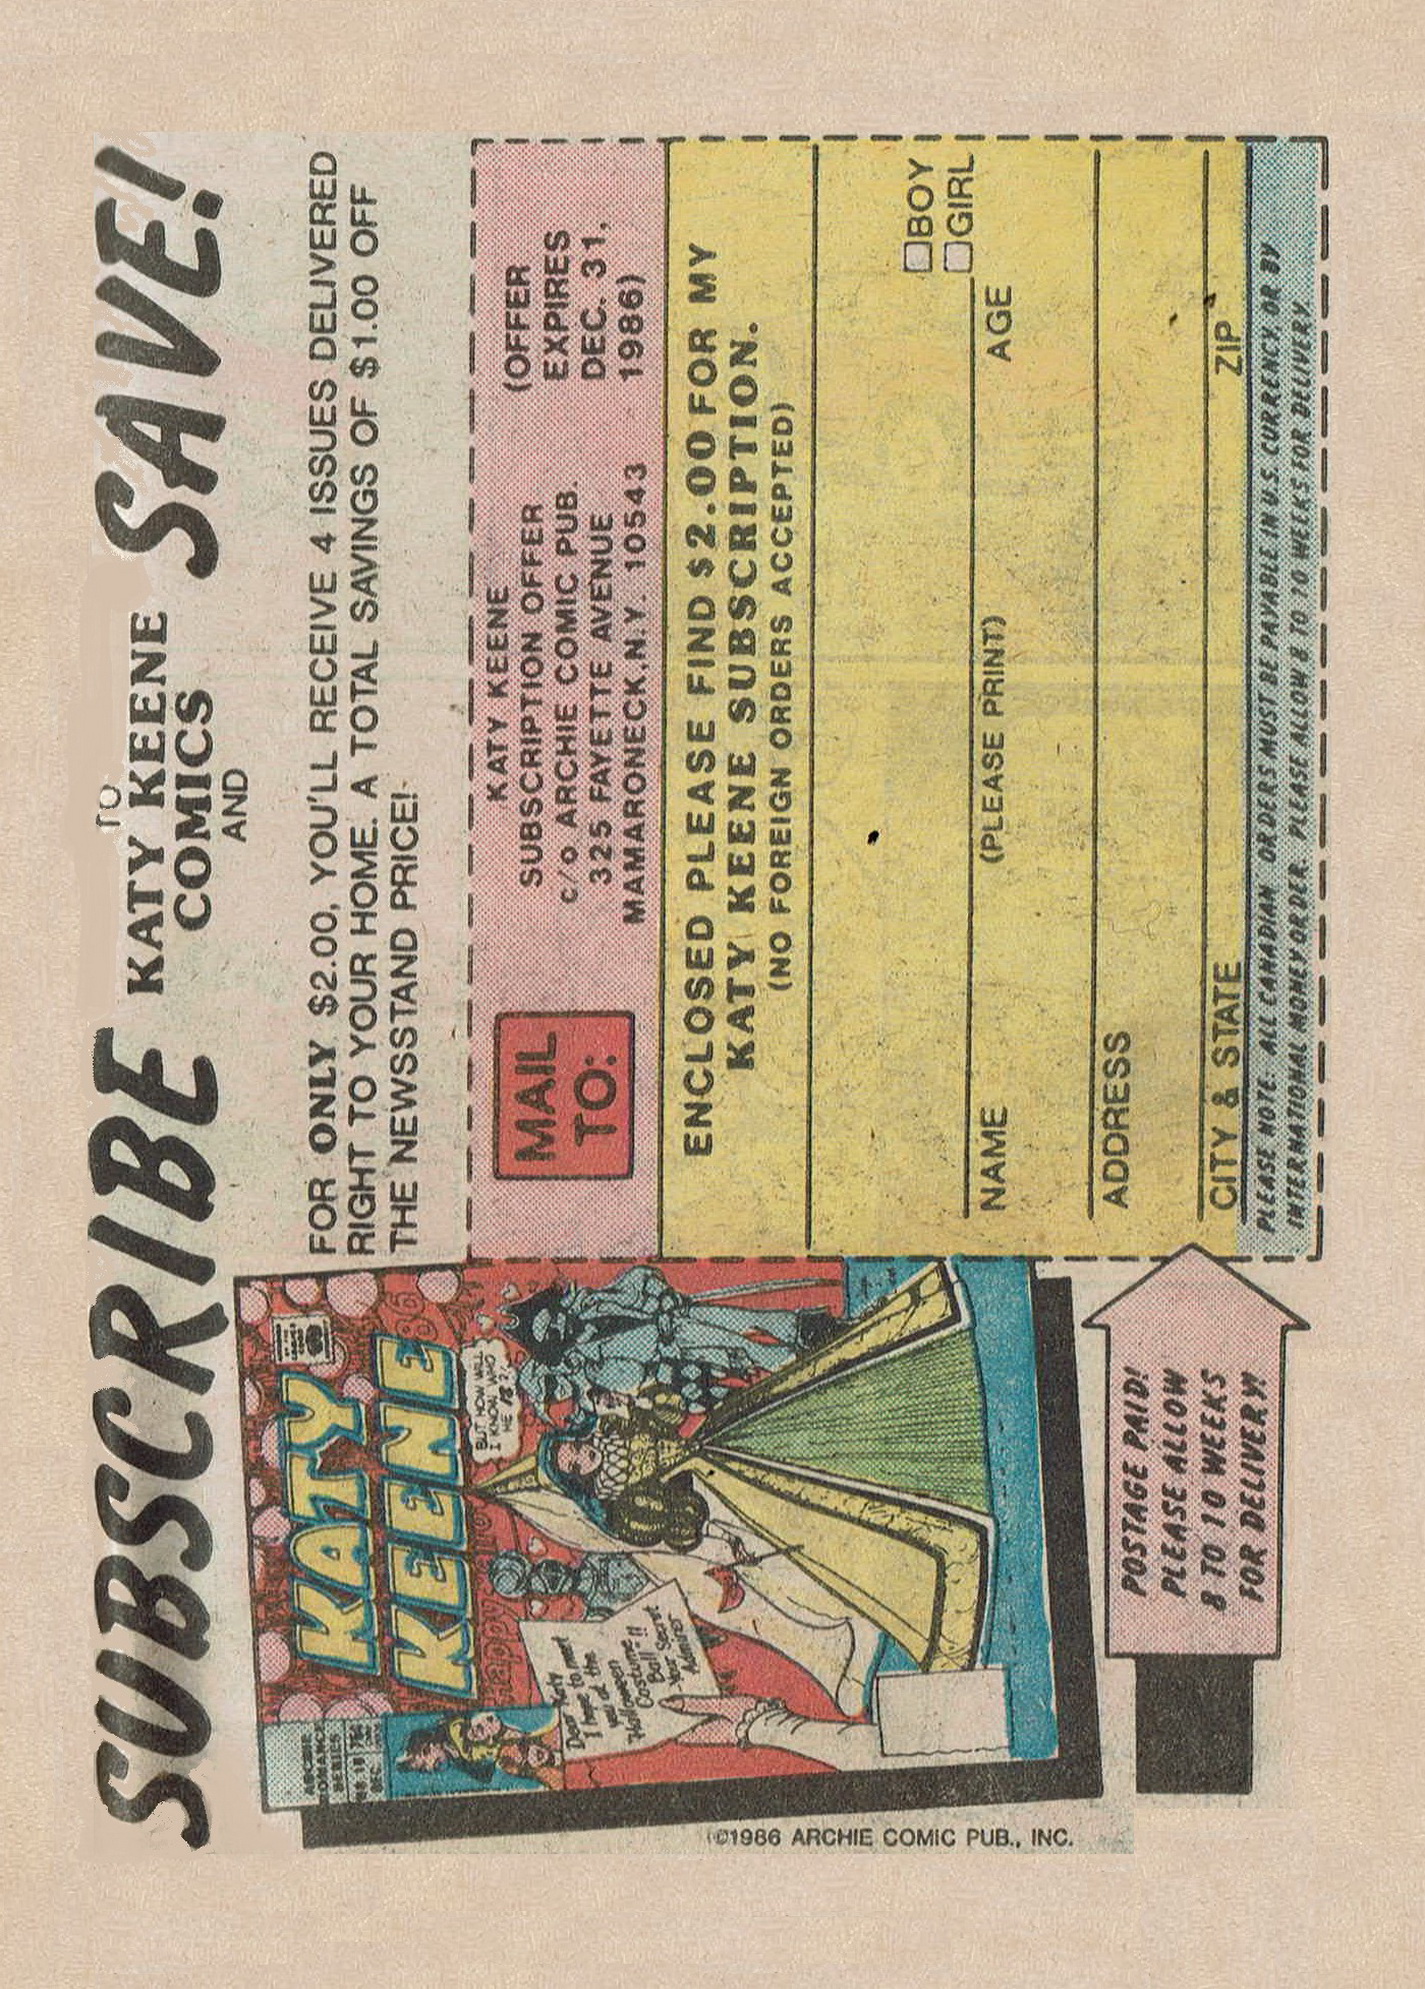 SUBSCRIBE TO KATY KEENE COMICS AND SAVE!
FOR ONLY $2.00, YOU'LL RECEIVE 4 ISSUES DELIVERED
RIGHT TO YOUR HOME. A TOTAL SAVINGS OF $1.00 OFF
THE NEWSSTAND PRICE!
KATY KEENE
BUT HOW WILL
I KNOW WHO
HE IS?
Dear Katy
I hope to meet
you at the
Halloween
Costume
Ball!!
Your Secret
Admirer
ARCHIE
ROMANCE
SERIES
MAIL
TO:
KATY KEENE
SUBSCRIPTION OFFER
c/o ARCHIE COMIC PUB.
325 FAYETTE AVENUE
MAMARONECK, N.Y. 10543
(OFFER
EXPIRES
DEC. 31,
1986)
ENCLOSED PLEASE FIND $2.00 FOR MY
KATY KEENE SUBSCRIPTION.
(NO FOREIGN ORDERS ACCEPTED)
BOY
GIRL
NAME (PLEASE PRINT) AGE
ADDRESS
CITY & STATE ZIP
PLEASE NOTE: ALL CANADIAN ORDERS MUST BE PAYABLE IN U.S. CURRENCY OR BY
INTERNATIONAL MONEY ORDER. PLEASE ALLOW 8 TO 10 WEEKS FOR DELIVERY.
POSTAGE PAID!
PLEASE ALLOW
8 TO 10 WEEKS
FOR DELIVERY!
©1986 ARCHIE COMIC PUB., INC.